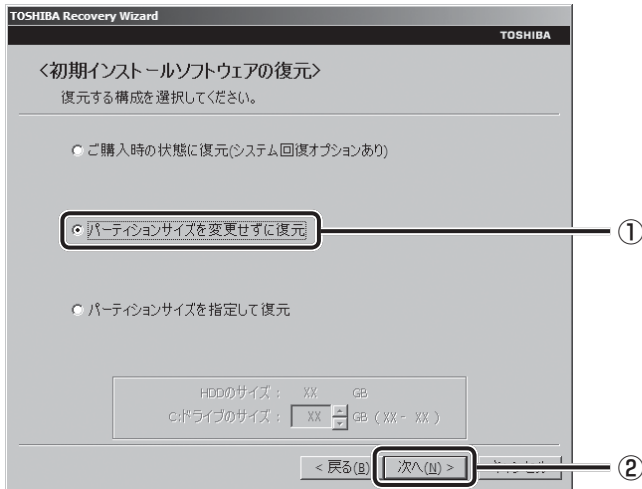 TOSHIBA Recovery Wizard
TOSHIBA
<初期インストールソフトウェアの復元>
復元する構成を選択してください。
ご購入時の状態に復元(システム回復オプションあり)
パーティションサイズを変更せずに復元
①
パーティションサイズを指定して復元
HDDのサイズ： XX GB
C:ドライブのサイズ： XX GB ( XX - XX )
< 戻る(B) 次へ(N) >
②